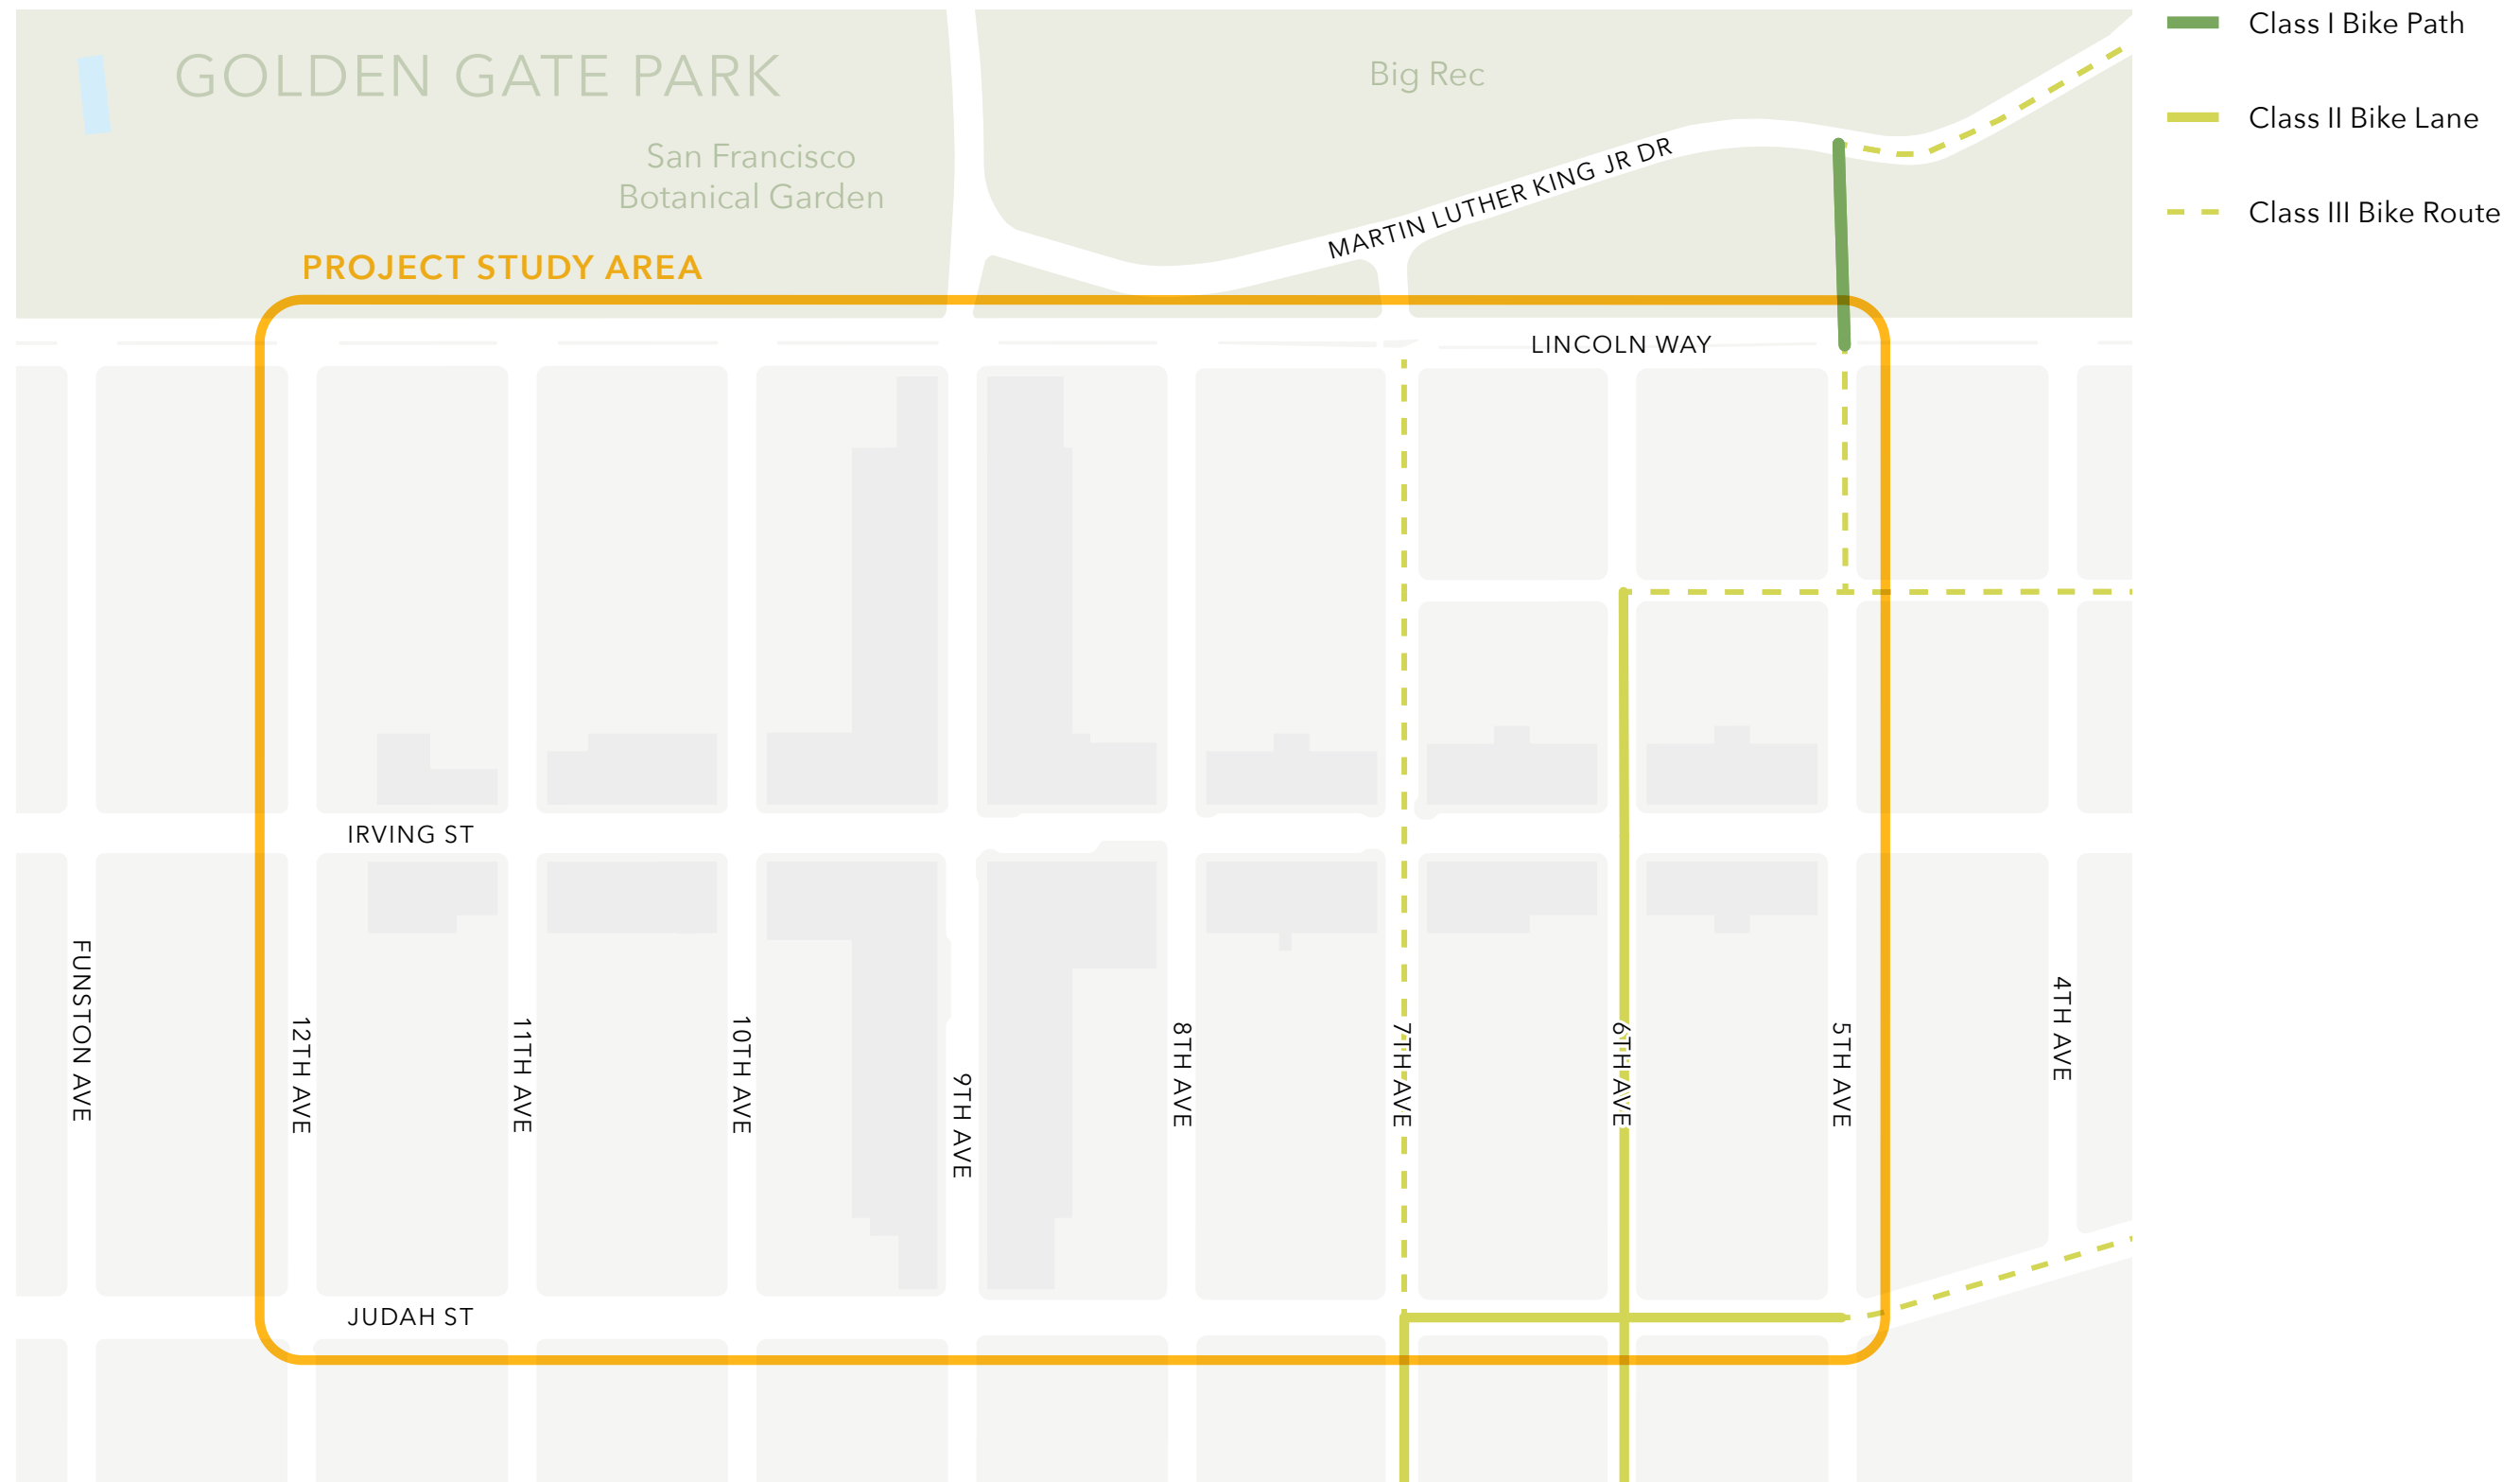 Class I Bike Path
GOLDEN GATE PARK
Big Rec
Class II Bike Lane
San Francisco
Botanical Garden
MARTIN LUTHER KING JR DR
Class III Bike Route
PROJECT STUDY AREA
LINCOLN WAY
IRVING ST
FUNSTON AVE
12TH AVE
11TH AVE
10TH AVE
9TH AVE
8TH AVE
7TH AVE
6TH AVE
5TH AVE
4TH AVE
JUDAH ST